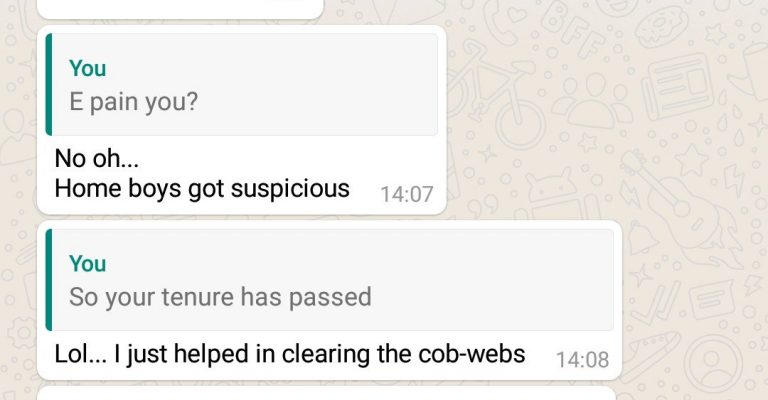 You
E pain you?
No oh...
Home boys got suspicious 14:07
You
So your tenure has passed
Lol... I just helped in clearing the cob-webs 14:08